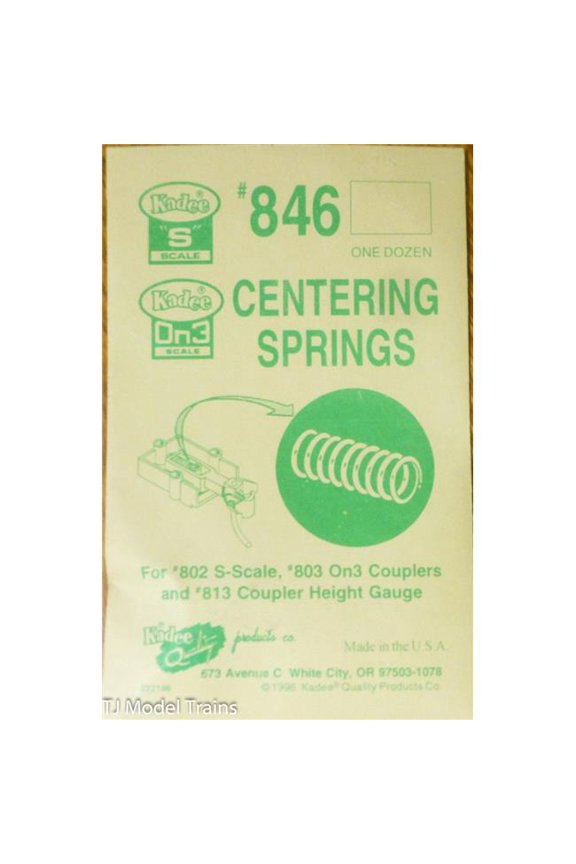 Kadee®
"S"
SCALE
#846
ONE DOZEN
Kadee®
On3
SCALE
CENTERING
SPRINGS
For #802 S-Scale, #803 On3 Couplers
and #813 Coupler Height Gauge
Kadee Quality products co.
Made in the U.S.A.
673 Avenue C White City, OR 97503-1078
©1996 Kadee® Quality Products Co.
TJ Model Trains